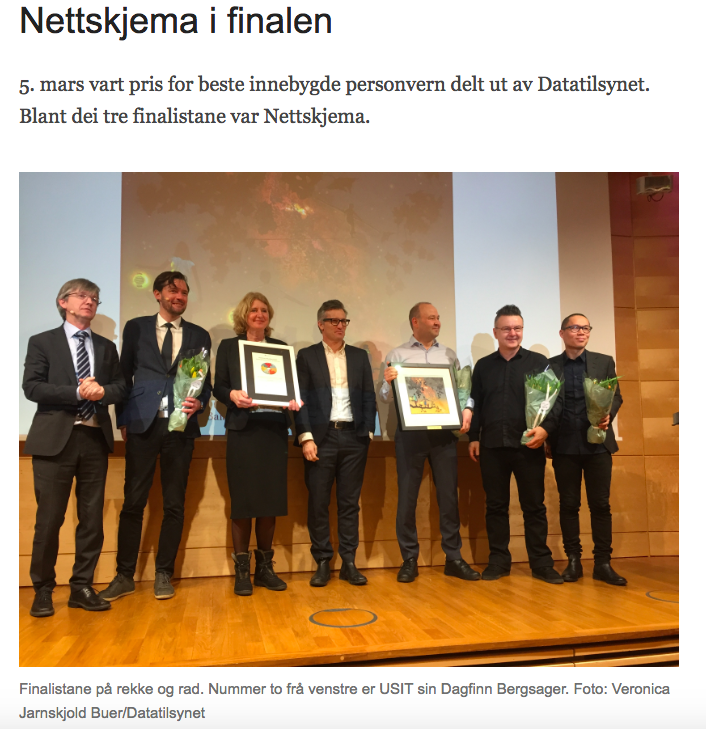 Nettskjema i finalen
5. mars vart pris for beste innebygde personvern delt ut av Datatilsynet.
Blant dei tre finalistane var Nettskjema.
Finalistane på rekke og rad. Nummer to frå venstre er USIT sin Dagfinn Bergsager. Foto: Veronica
Jarnskjold Buer/Datatilsynet